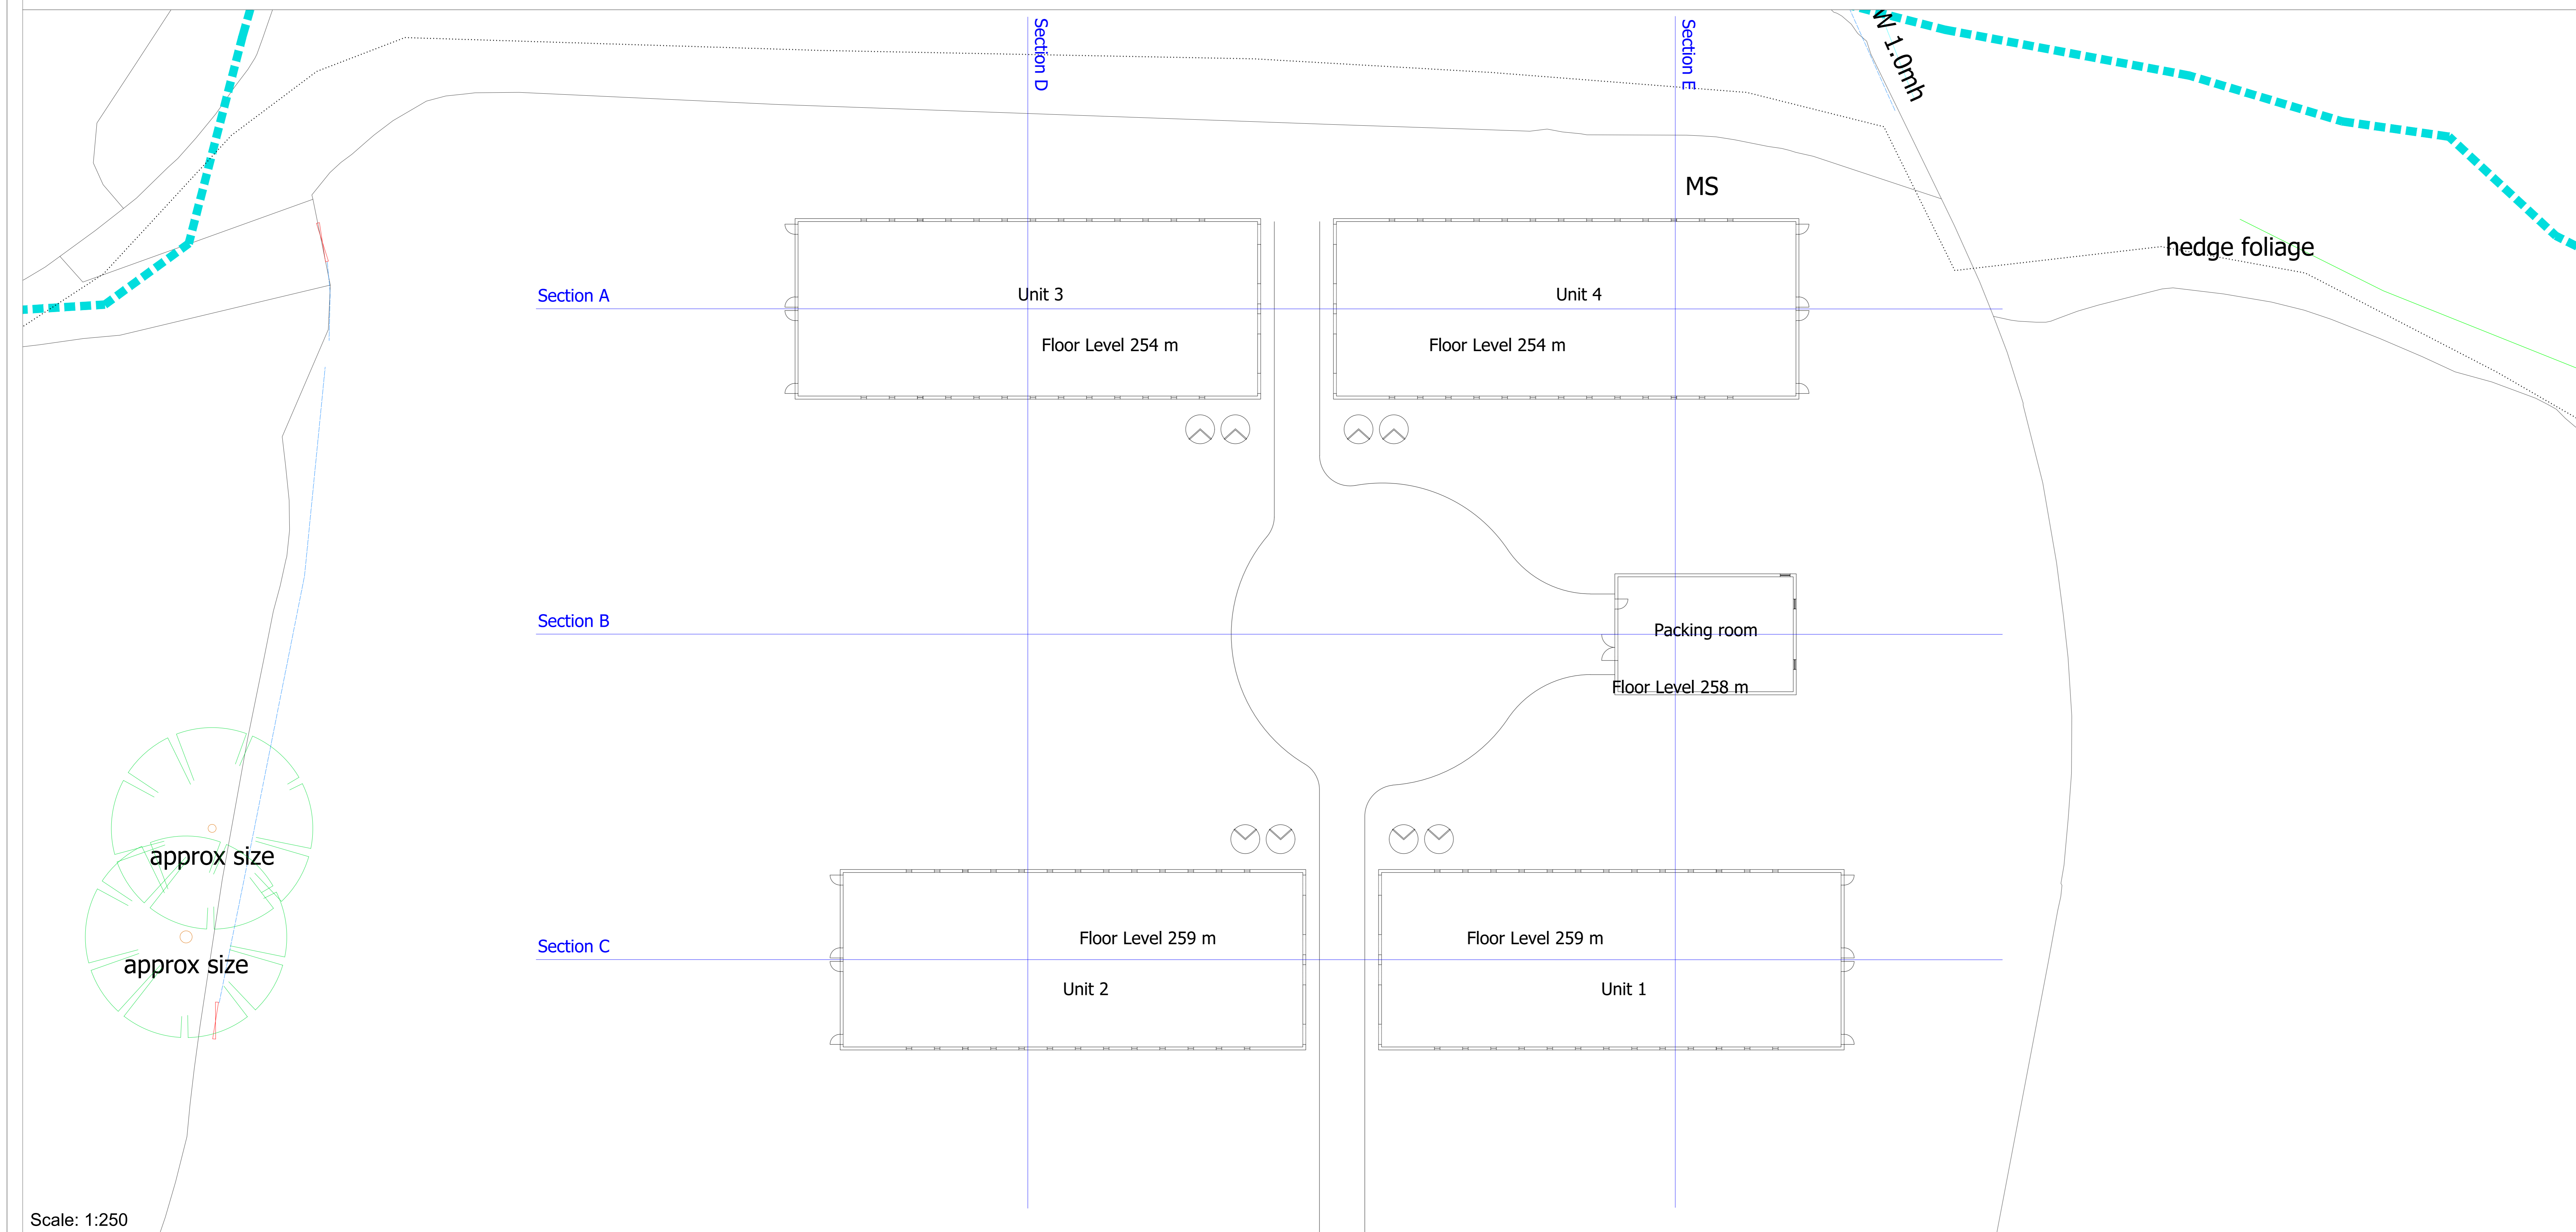 Section D
Section E
W 1.0mh
MS
hedge foliage
Section A
Unit 3
Unit 4
Floor Level 254 m
Floor Level 254 m
Section B
Packing room
Floor Level 258 m
approx size
approx size
Section C
Floor Level 259 m
Floor Level 259 m
Unit 2
Unit 1
Scale: 1:250